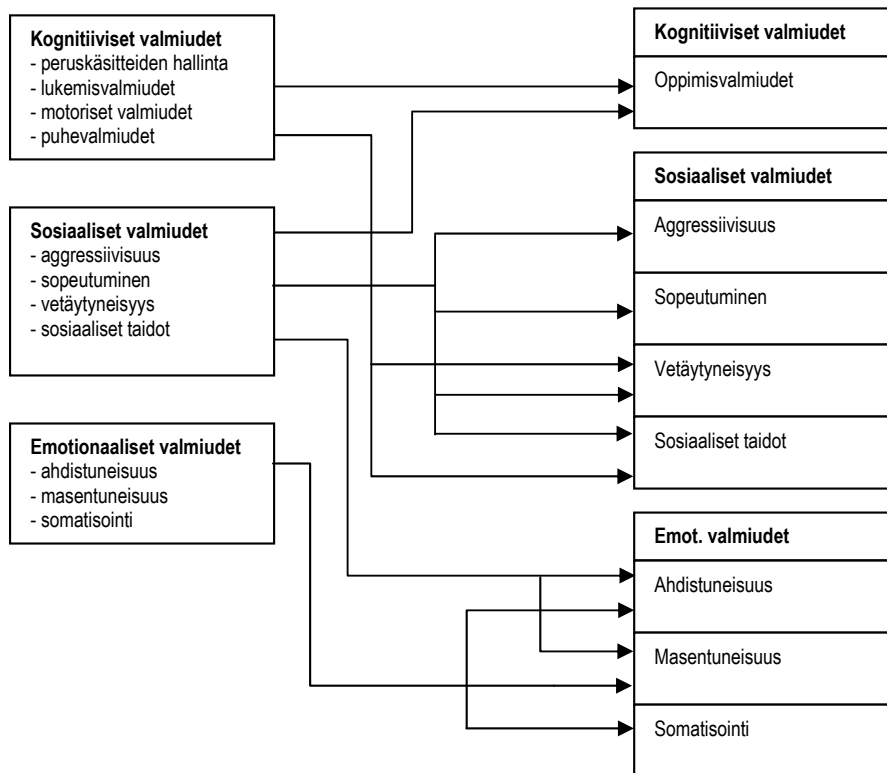 Kognitiiviset valmiudet
- peruskäsitteiden hallinta
- lukemisvalmiudet
- motoriset valmiudet
- puhevalmiudet
Sosiaaliset valmiudet
- aggressiivisuus
- sopeutuminen
- vetäytyneisyys
- sosiaaliset taidot
Emotionaaliset valmiudet
- ahdistuneisuus
- masentuneisuus
- somatisointi
Kognitiiviset valmiudet
Oppimisvalmiudet
Sosiaaliset valmiudet
Aggressiivisuus
Sopeutuminen
Vetäytyneisyys
Sosiaaliset taidot
Emot. valmiudet
Ahdistuneisuus
Masentuneisuus
Somatisointi